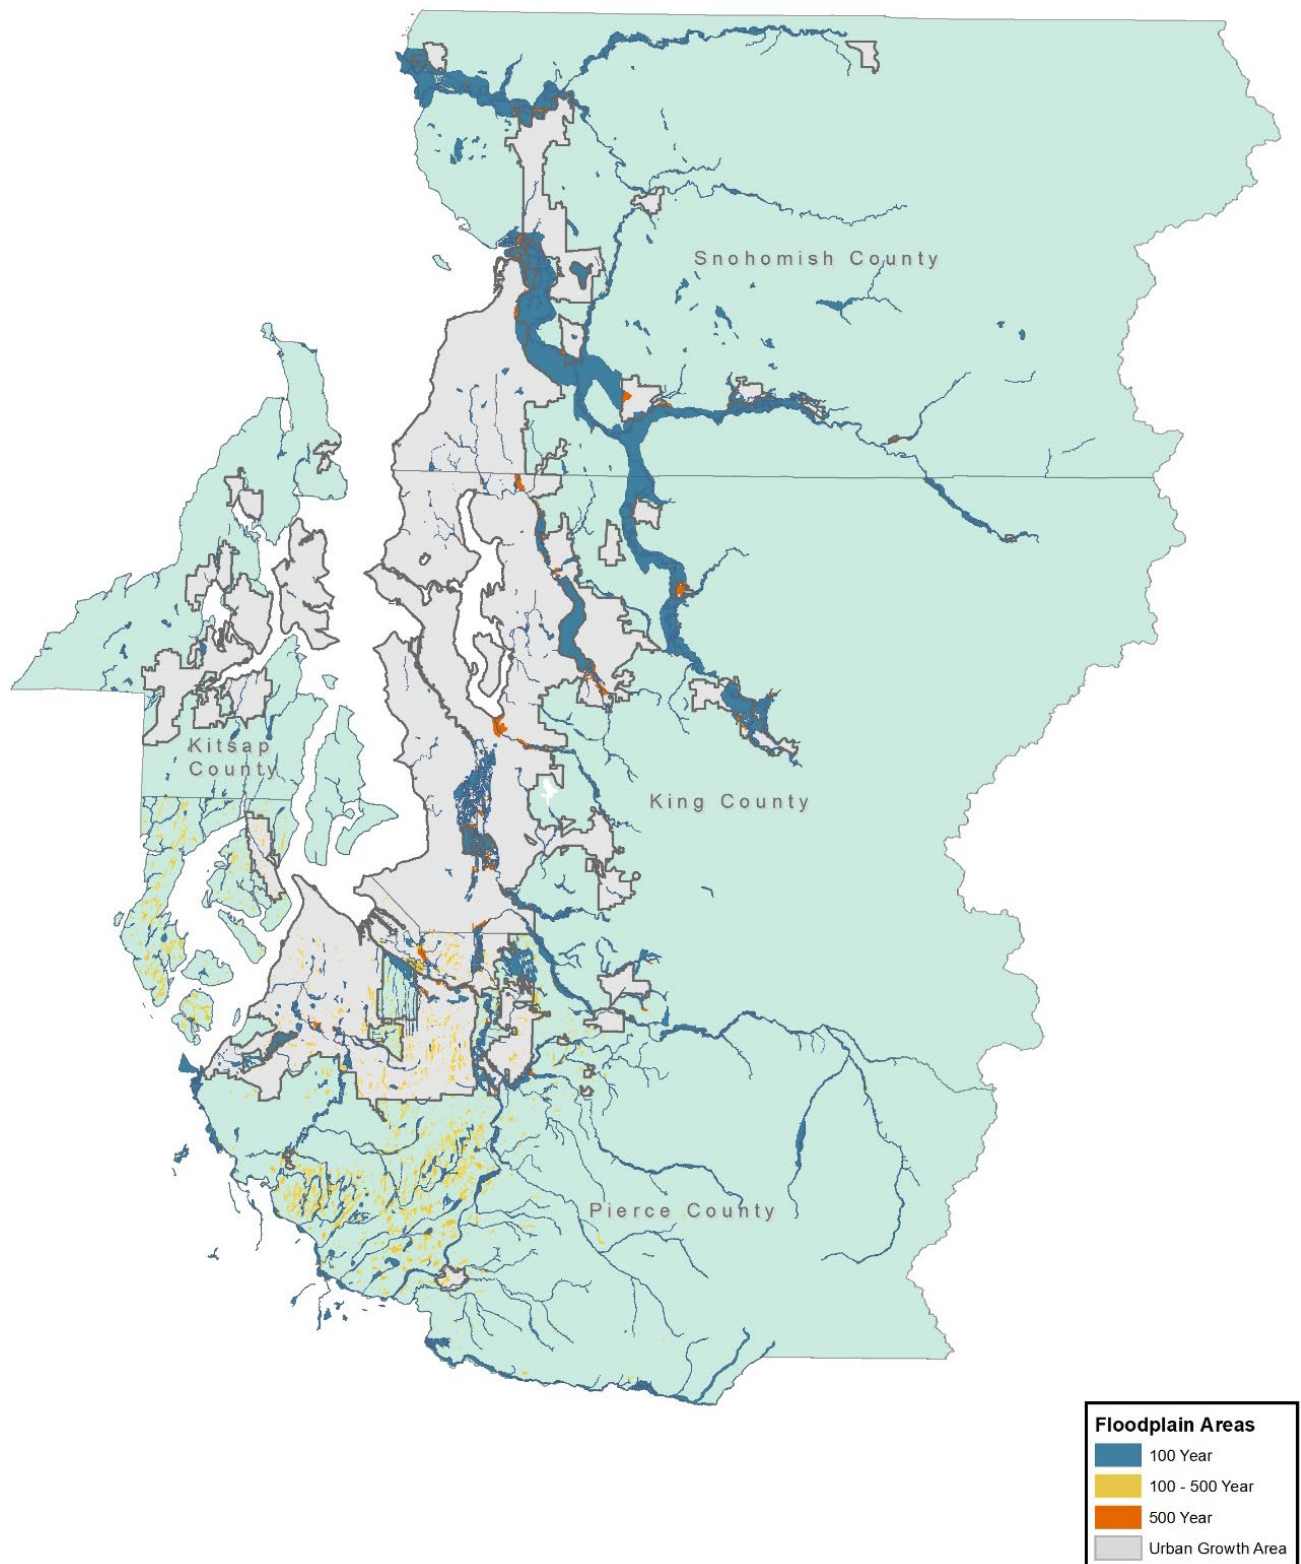 Snohomish County
Kitsap
County
King County
Pierce County
Floodplain Areas
100 Year
100 - 500 Year
500 Year
Urban Growth Area